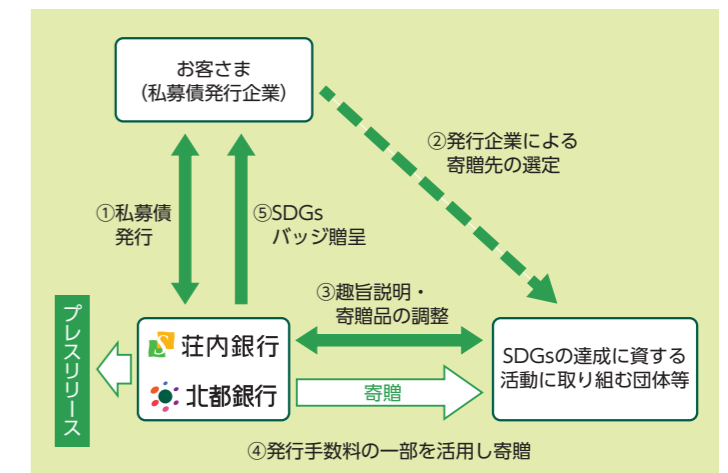 お客さま
（私募債発行企業）
②発行企業による
寄贈先の選定
①私募債
発行
⑤SDGs
バッジ贈呈
③趣旨説明・
寄贈品の調整
プレスリリース
荘内銀行
北都銀行
寄贈
SDGsの達成に資する
活動に取り組む団体等
④発行手数料の一部を活用し寄贈